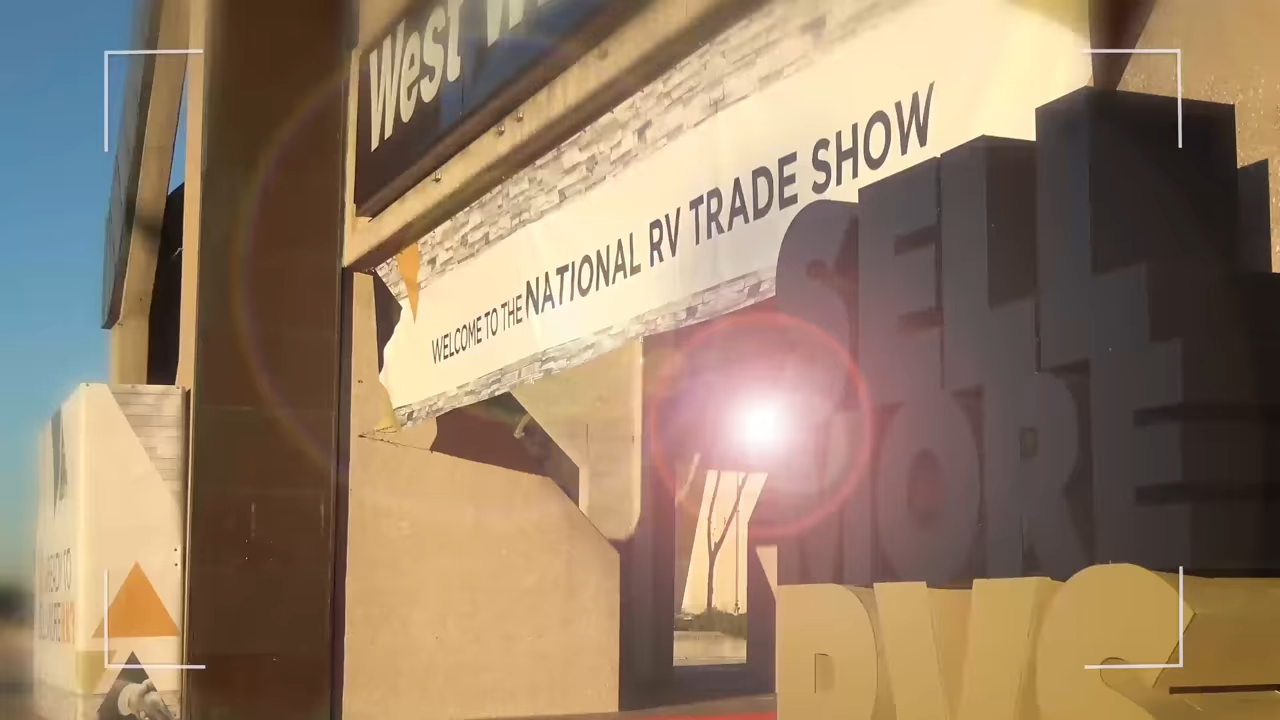 West
WELCOME TO THE NATIONAL RV TRADE SHOW
SELL
MORE
RVS